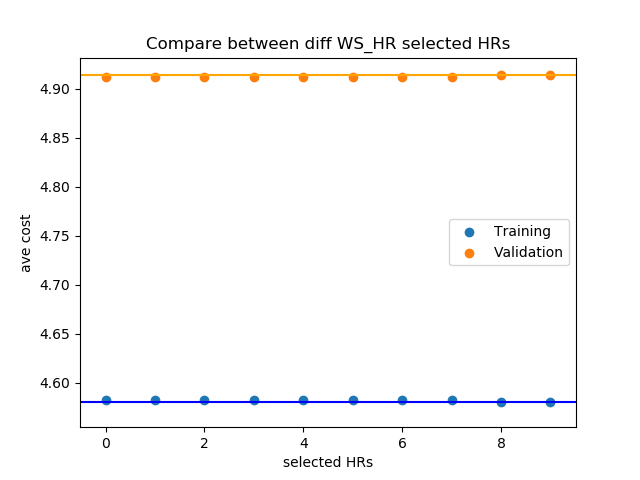 Compare between diff WS_HR selected HRs
4.90
4.85
4.80
4.75
4.70
4.65
4.60
ave cost
Training
Validation
0 2 4 6 8
selected HRs